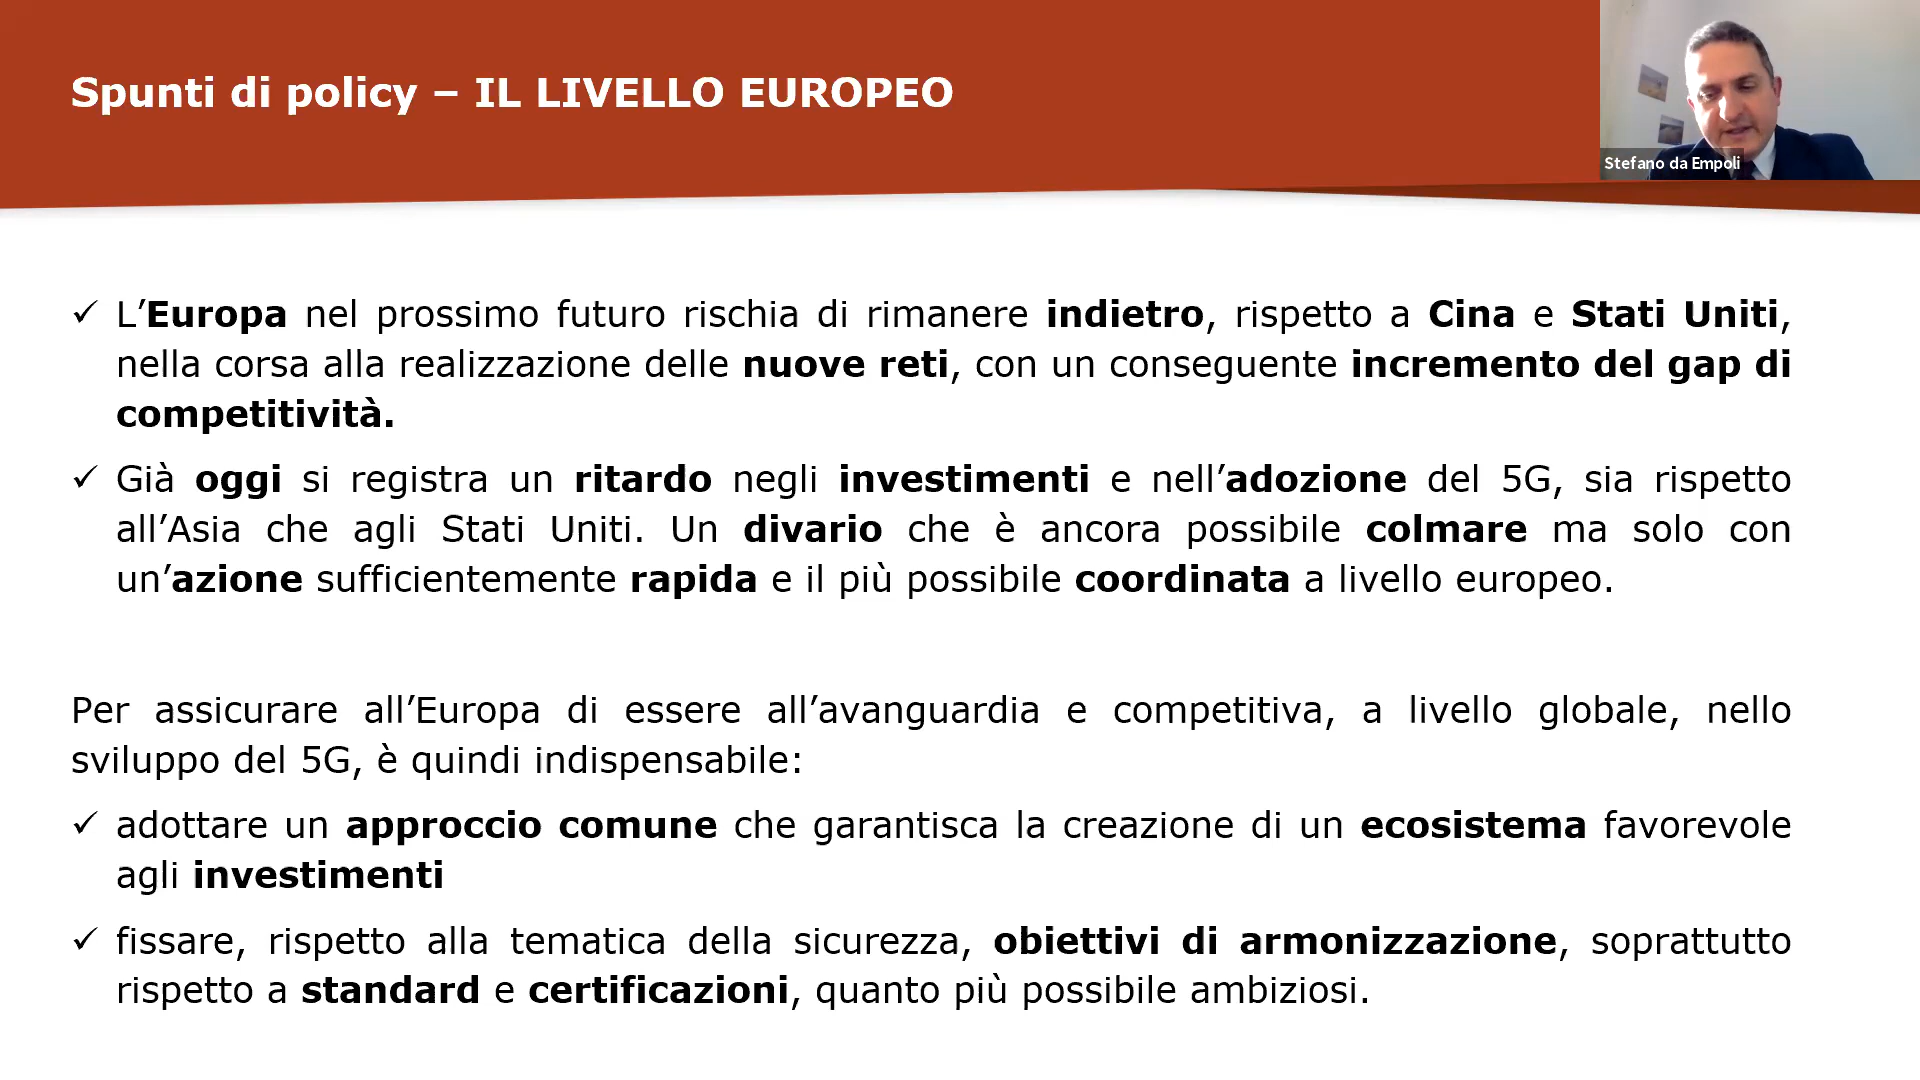 Spunti di policy – IL LIVELLO EUROPEO
Stefano da Empoli
✓ L’Europa nel prossimo futuro rischia di rimanere indietro, rispetto a Cina e Stati Uniti,
nella corsa alla realizzazione delle nuove reti, con un conseguente incremento del gap di
competitività.
✓ Già oggi si registra un ritardo negli investimenti e nell’adozione del 5G, sia rispetto
all’Asia che agli Stati Uniti. Un divario che è ancora possibile colmare ma solo con
un’azione sufficientemente rapida e il più possibile coordinata a livello europeo.
Per assicurare all’Europa di essere all’avanguardia e competitiva, a livello globale, nello
sviluppo del 5G, è quindi indispensabile:
✓ adottare un approccio comune che garantisca la creazione di un ecosistema favorevole
agli investimenti
✓ fissare, rispetto alla tematica della sicurezza, obiettivi di armonizzazione, soprattutto
rispetto a standard e certificazioni, quanto più possibile ambiziosi.